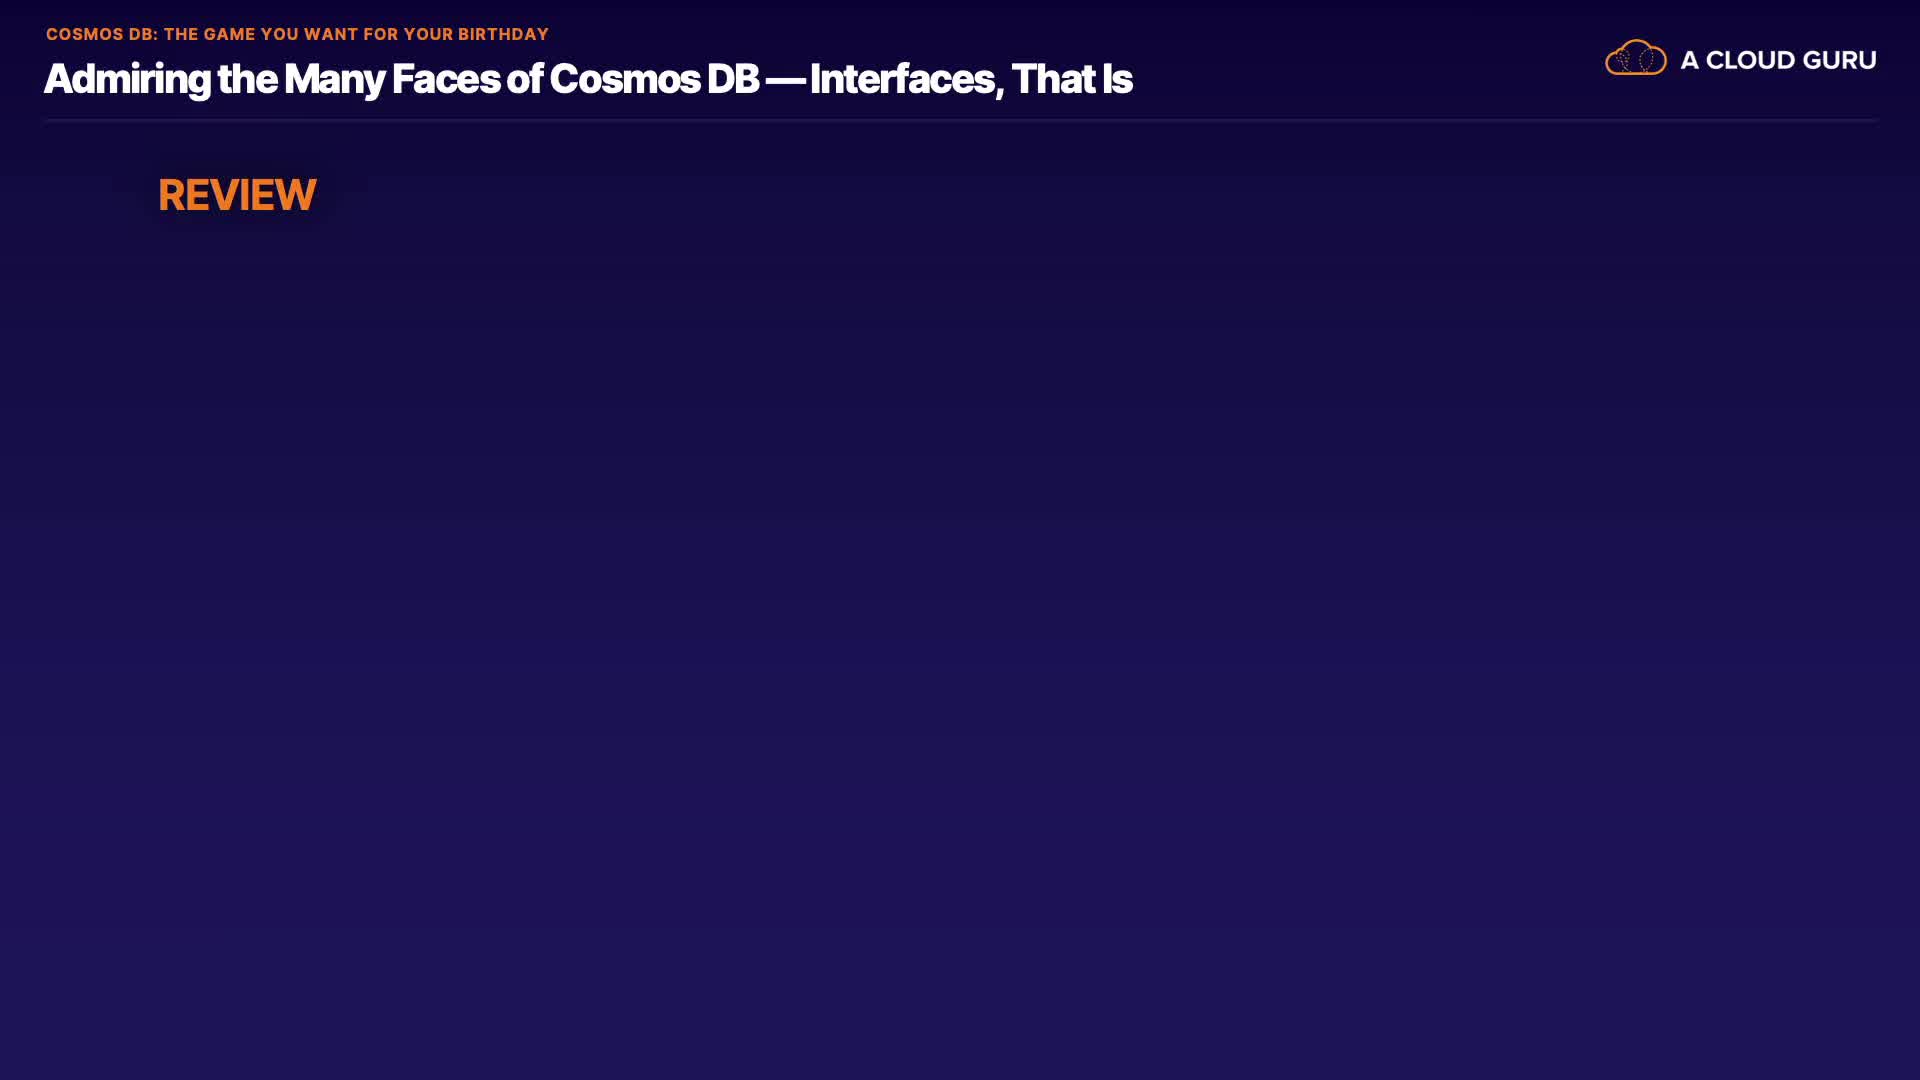 COSMOS DB: THE GAME YOU WANT FOR YOUR BIRTHDAY
Admiring the Many Faces of Cosmos DB — Interfaces, That Is
A CLOUD GURU
REVIEW